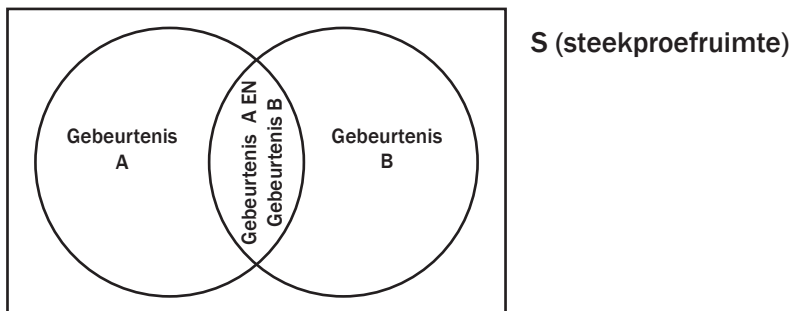 S (steekproefruimte)
Gebeurtenis
A
Gebeurtenis A EN
Gebeurtenis B
Gebeurtenis
B